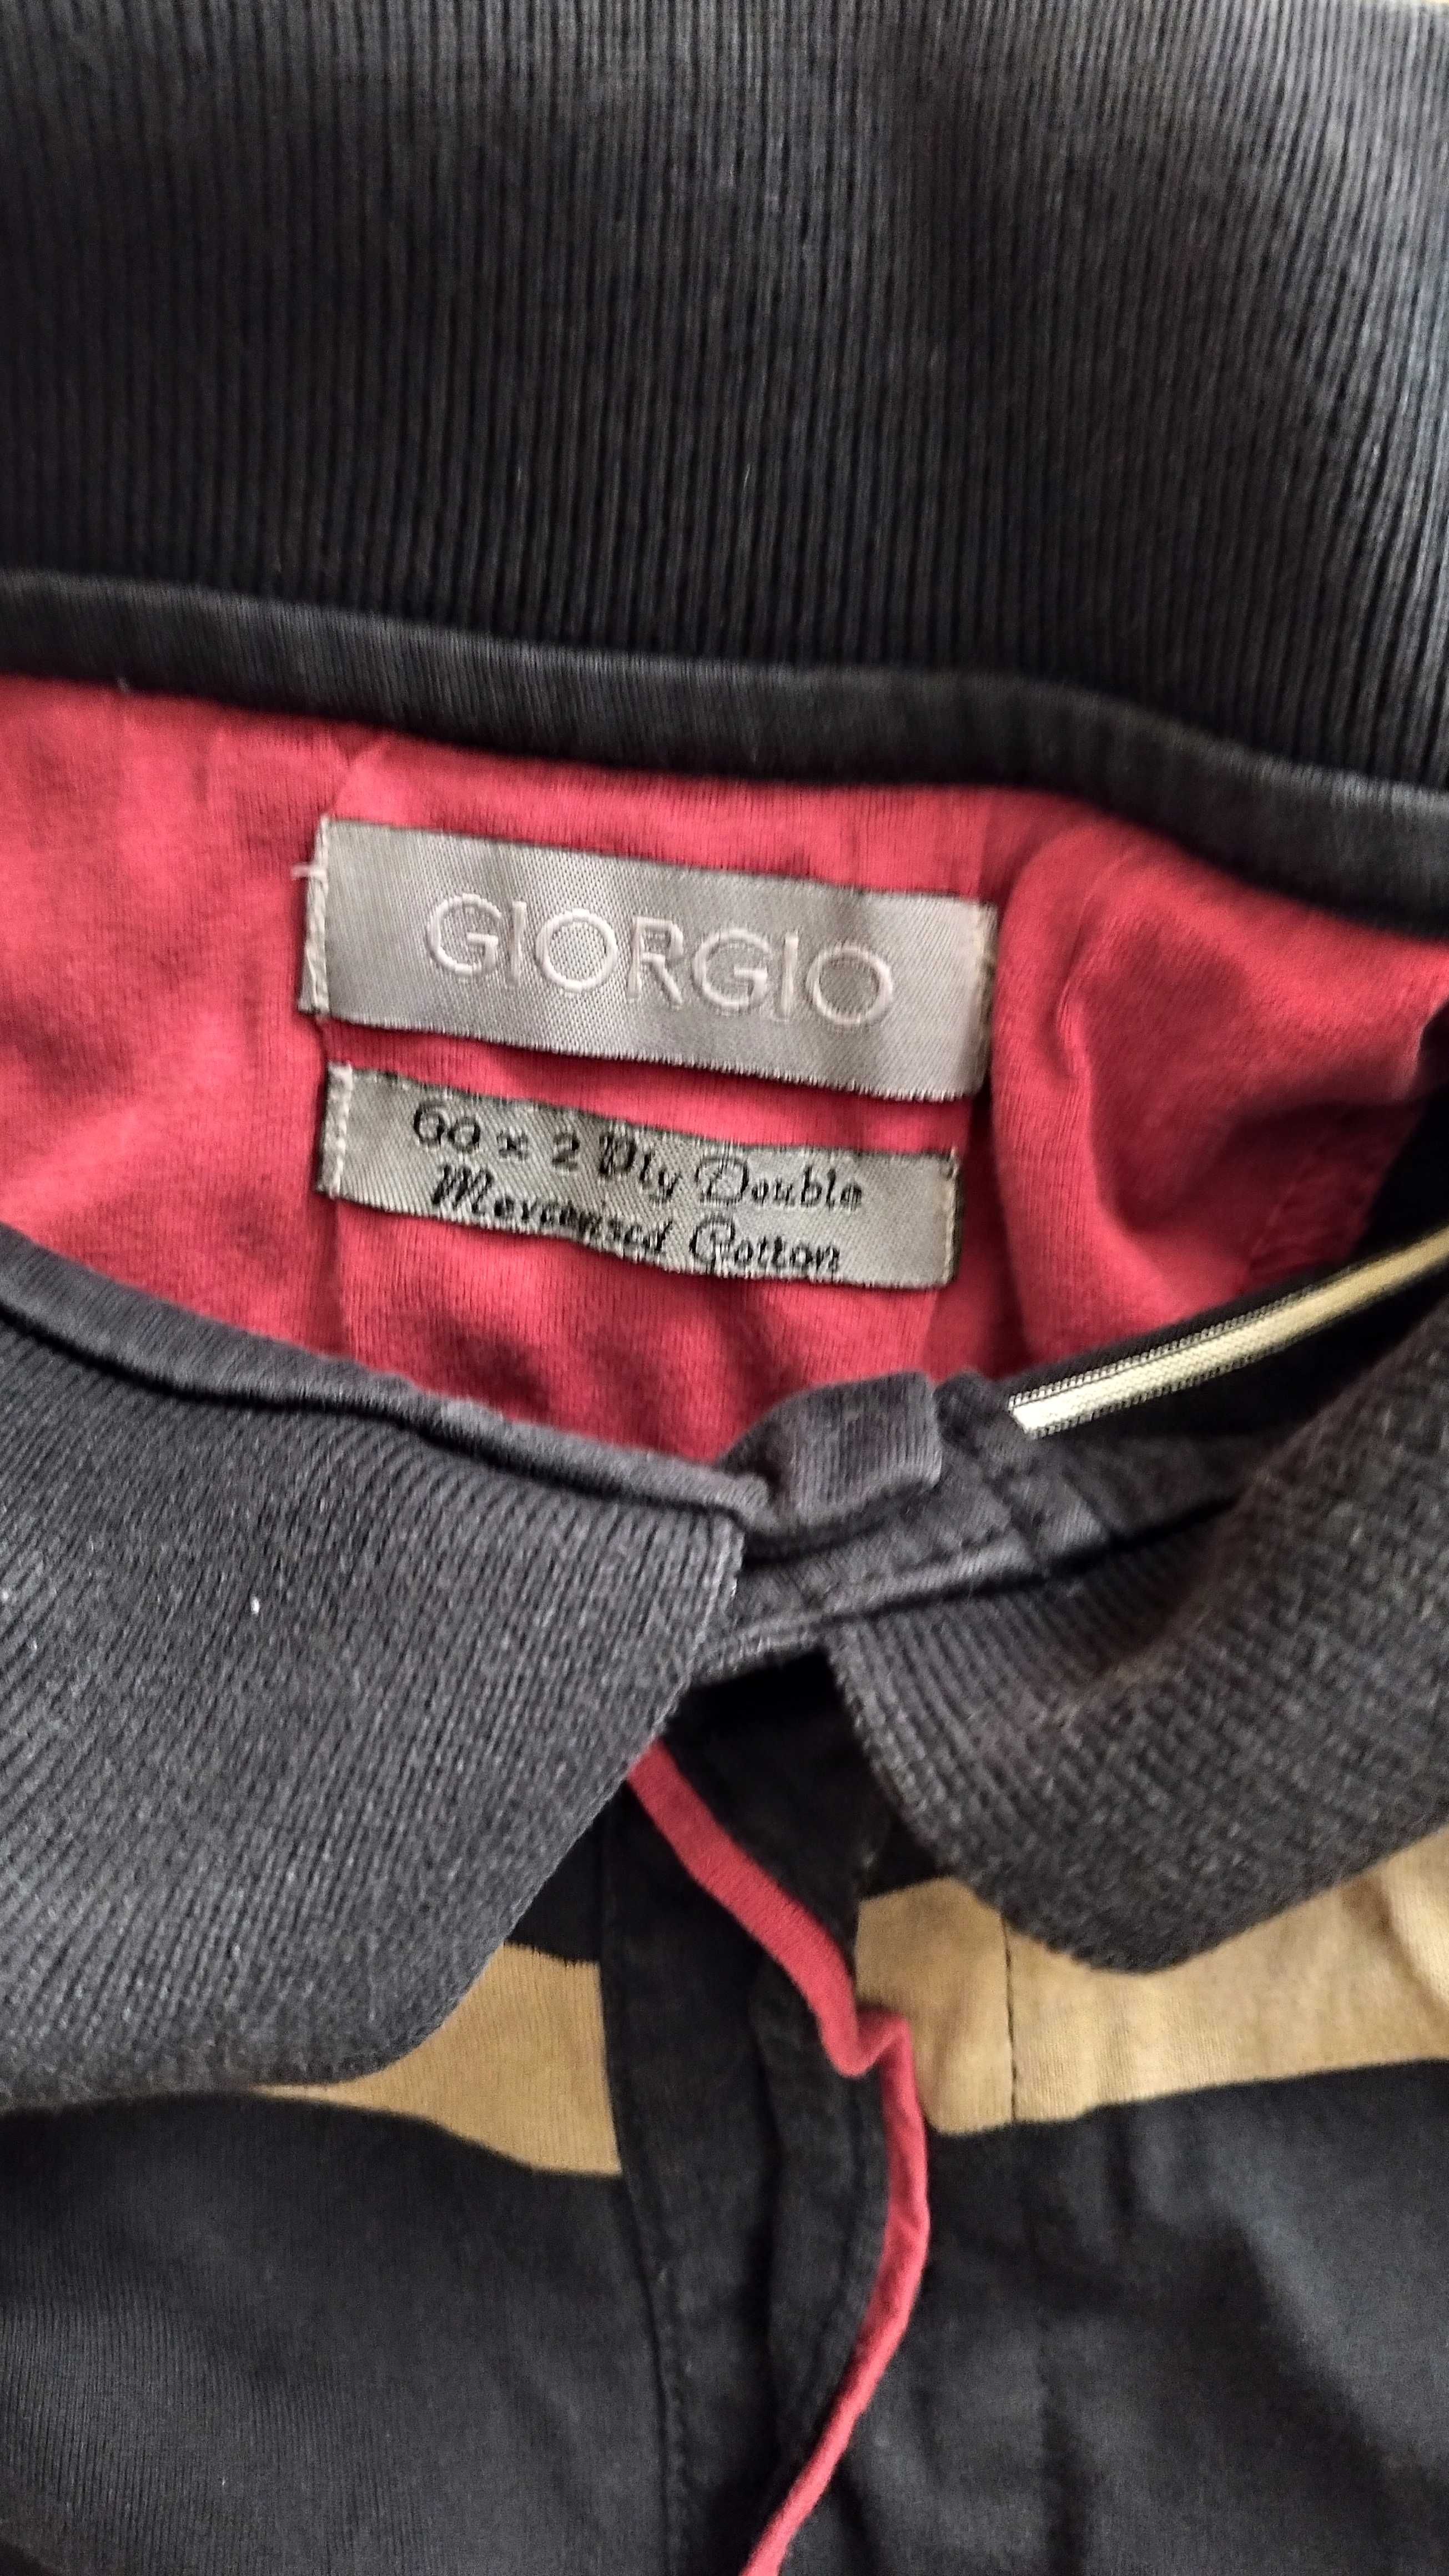 GIORGIO
60 x 2 Ply Double
Mercerised Cotton